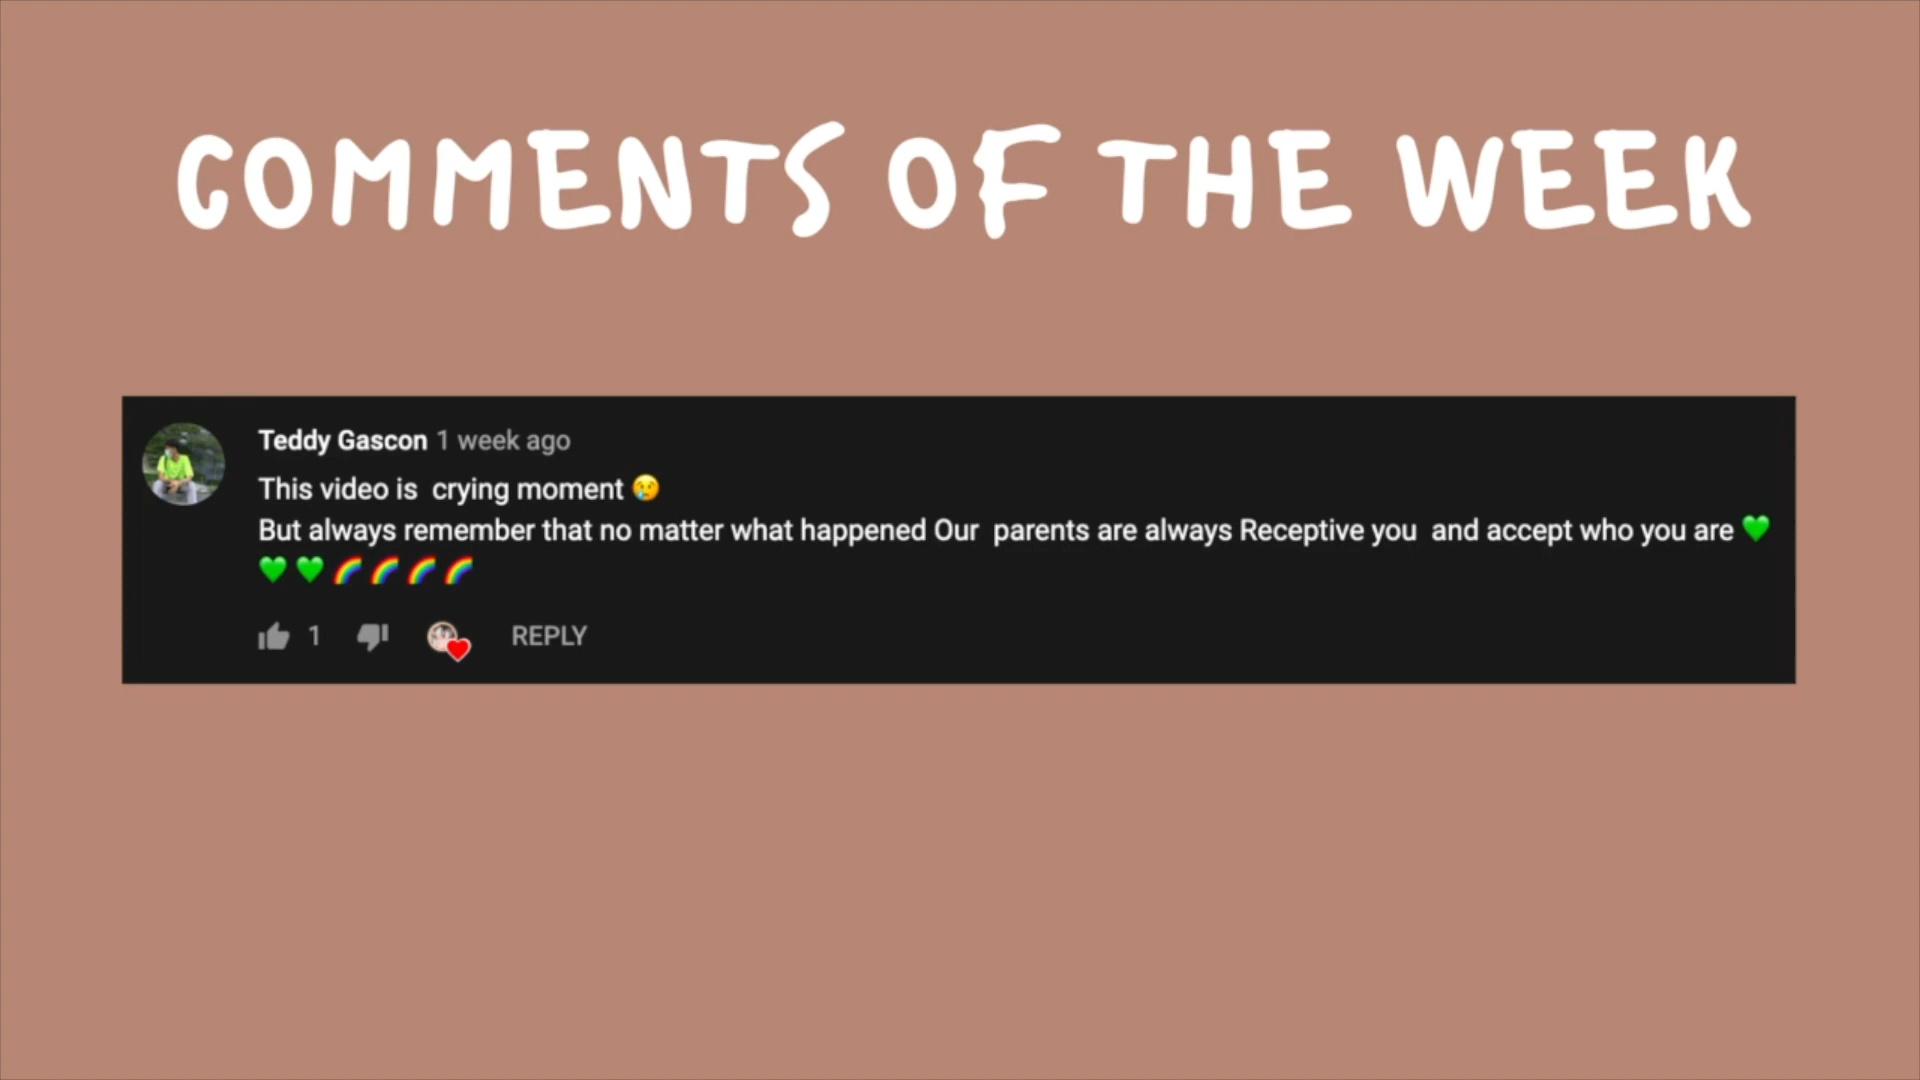 COMMENTS OF THE WEEK
Teddy Gascon 1 week ago
This video is  crying moment 😢
But always remember that no matter what happened Our  parents are always Receptive you  and accept who you are 💚
💚 💚 🌈 🌈 🌈 🌈
1 REPLY